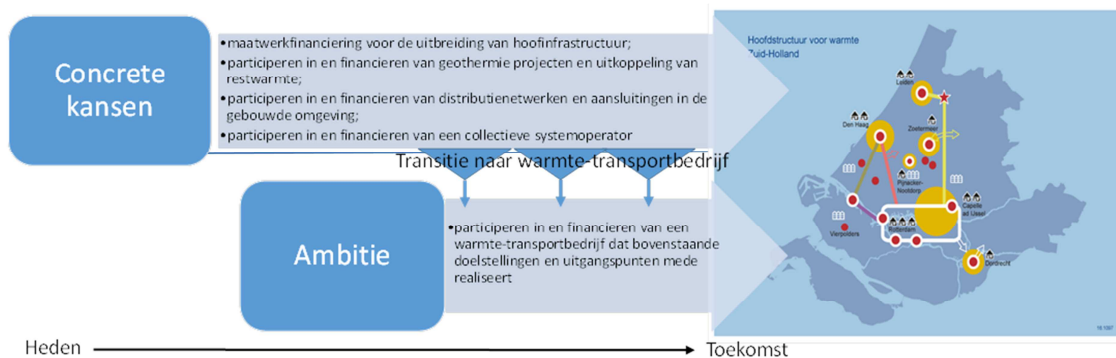 Concrete
kansen
•maatwerkfinanciering voor de uitbreiding van hoofinfrastructuur;
•participeren in en financieren van geothermie projecten en uitkoppeling van
restwarmte;
•participeren in en financieren van distributienetwerken en aansluitingen in de
gebouwde omgeving;
•participeren in en financieren van een collectieve systemoperator
Transitie naar warmte-transportbedrijf
Ambitie
•participeren in en financieren van een
warmte-transportbedrijf dat bovenstaande
doelstellingen en uitgangspunten mede
realiseert
Heden
Toekomst
Hoofdstructuur voor warmte
Zuid-Holland
Leiden
Den Haag
Zoetermeer
Pijnacker-
Nootdorp
Capelle
ad IJssel
Rotterdam
Vierpolders
Dordrecht